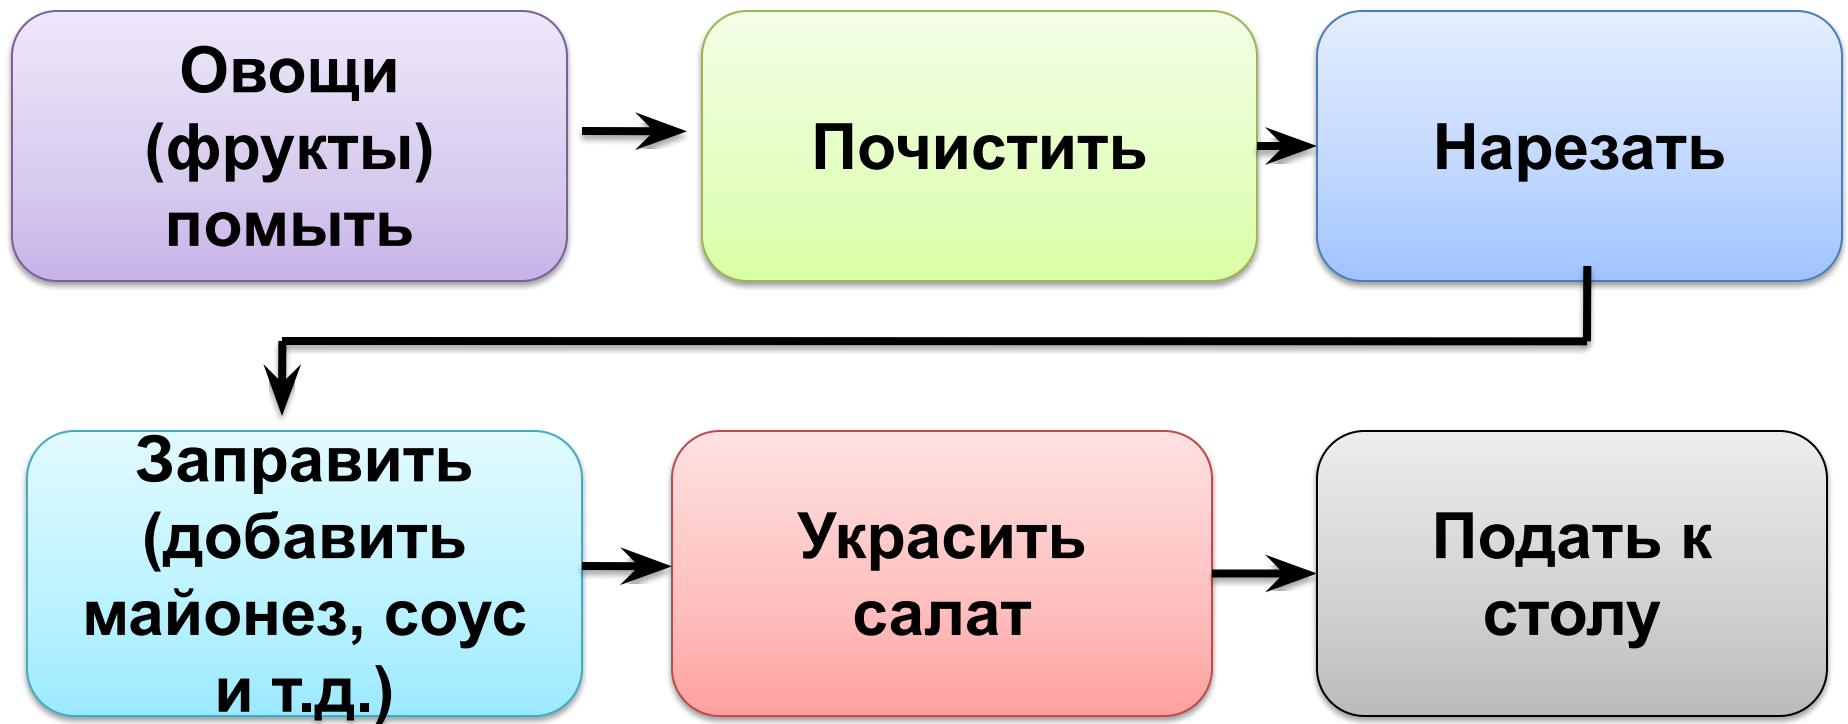 Овощи
(фрукты)
помыть
Почистить
Нарезать
Заправить
(добавить
майонез, соус
и т.д.)
Украсить
салат
Подать к
столу